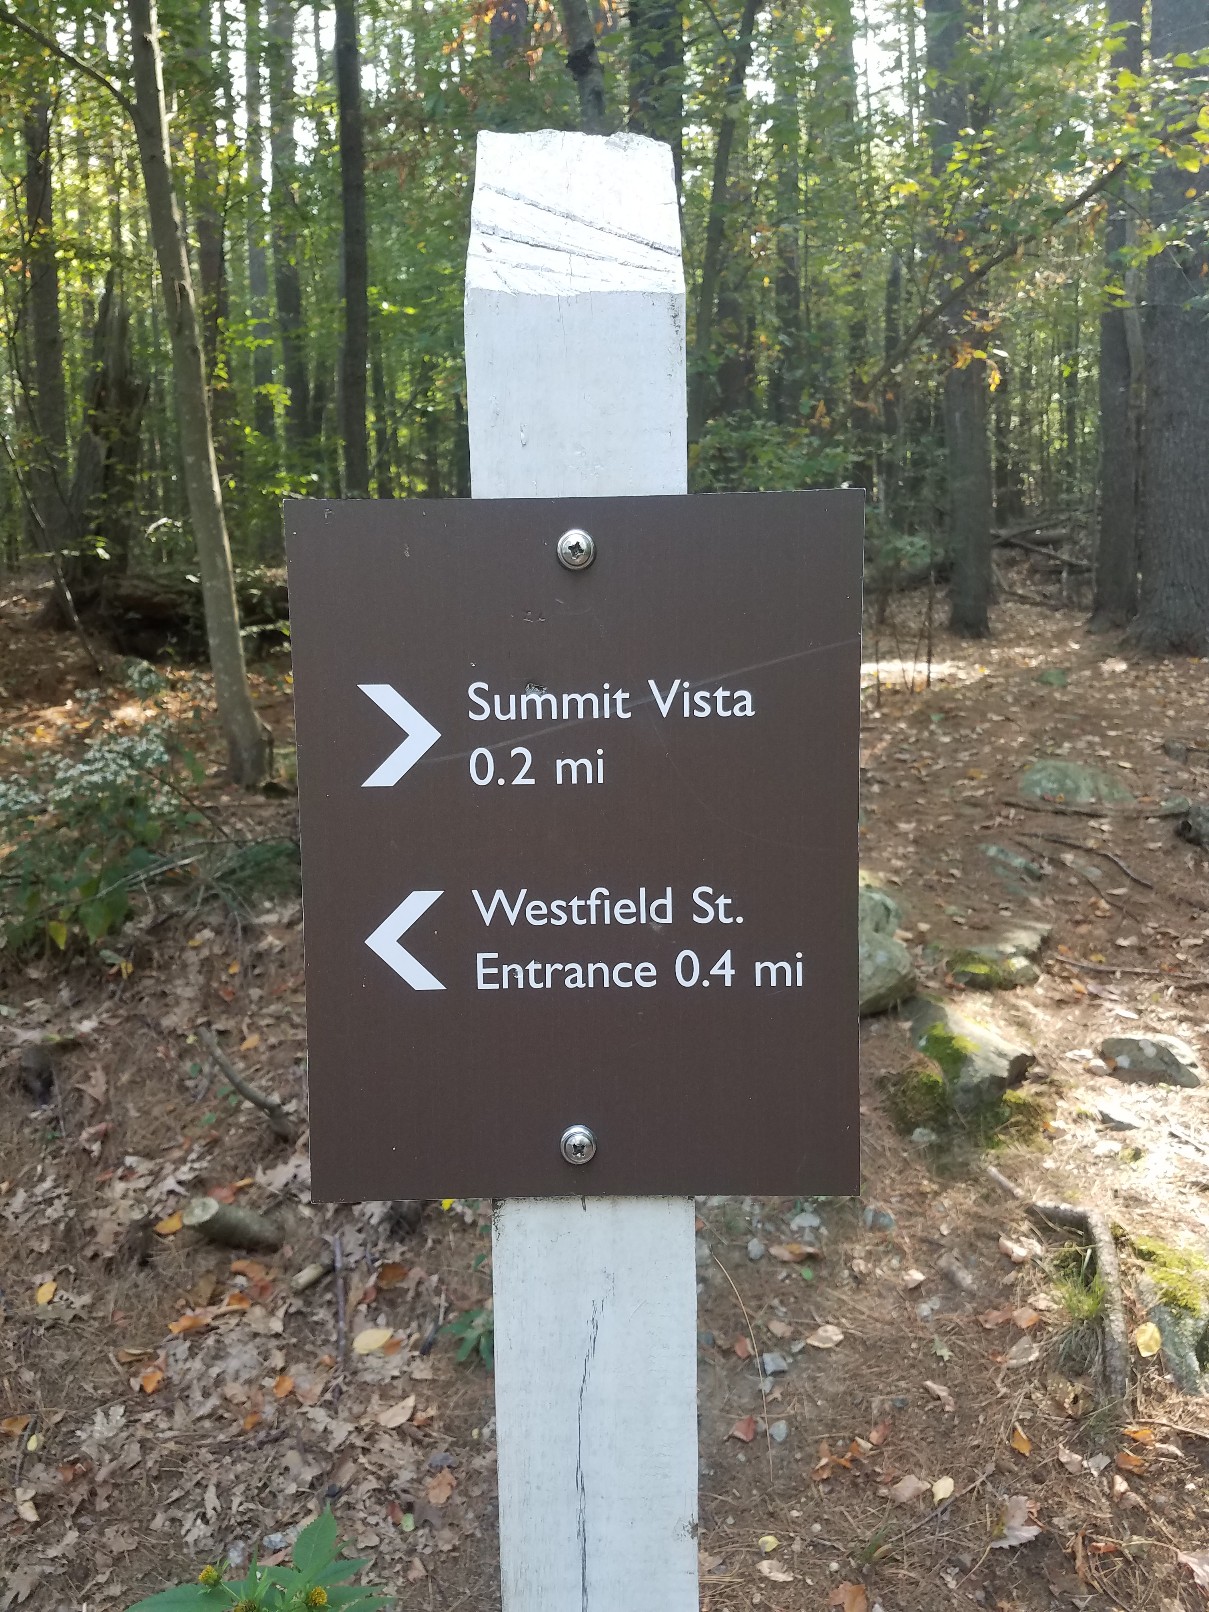 Summit Vista
0.2 mi
Westfield St.
Entrance 0.4 mi